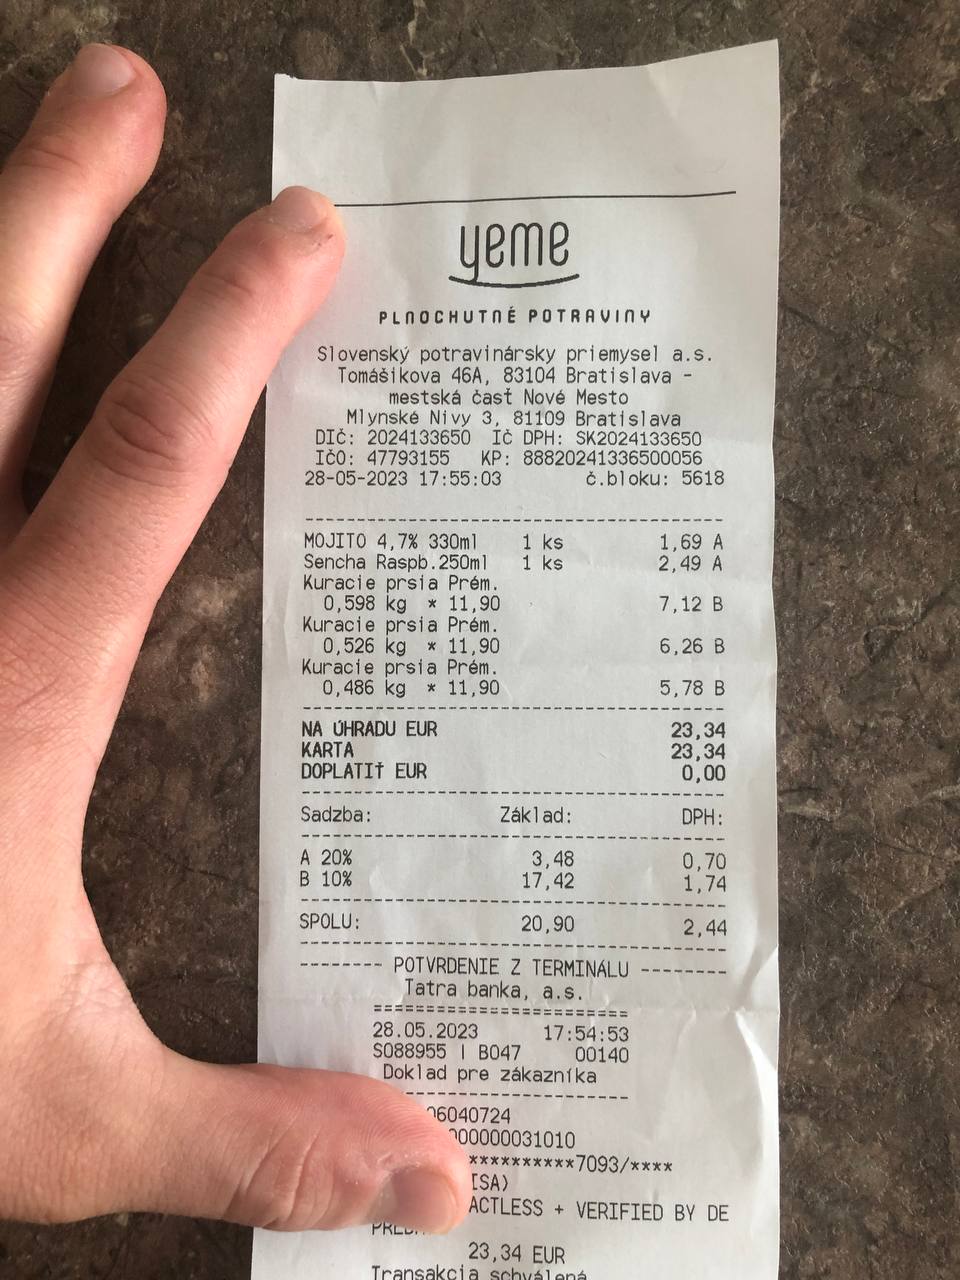 yeme
PLNOCHUTNÉ POTRAVINY
Slovenský potravinársky priemysel a.s.
Tomášikova 46A, 83104 Bratislava -
mestská časť Nové Mesto
Mlynské Nivy 3, 81109 Bratislava
DIČ: 2024133650 IČ DPH: SK2024133650
IČO: 47793155 KP: 88820241336500056
28-05-2023 17:55:03 č.bloku: 5618
----------------------------------------
MOJITO 4,7% 330ml 1 ks 1,69 A
Sencha Raspb.250ml 1 ks 2,49 A
Kuracie prsia Prém.
0,598 kg * 11,90 7,12 B
Kuracie prsia Prém.
0,526 kg * 11,90 6,26 B
Kuracie prsia Prém.
0,486 kg * 11,90 5,78 B
----------------------------------------
NA ÚHRADU EUR 23,34
KARTA 23,34
DOPLATIŤ EUR 0,00
----------------------------------------
Sadzba: Základ: DPH:
----------------------------------------
A 20% 3,48 0,70
B 10% 17,42 1,74
----------------------------------------
SPOLU: 20,90 2,44
----------------------------------------
-------- POTVRDENIE Z TERMINÁLU --------
Tatra banka, a.s.
========================
28.05.2023 17:54:53
S088955 | B047 00140
Doklad pre zákazníka
------------------------
06040724
000000031010
**********7093/****
ISA)
ACTLESS + VERIFIED BY DE
23,34 EUR
Transakcia schválená